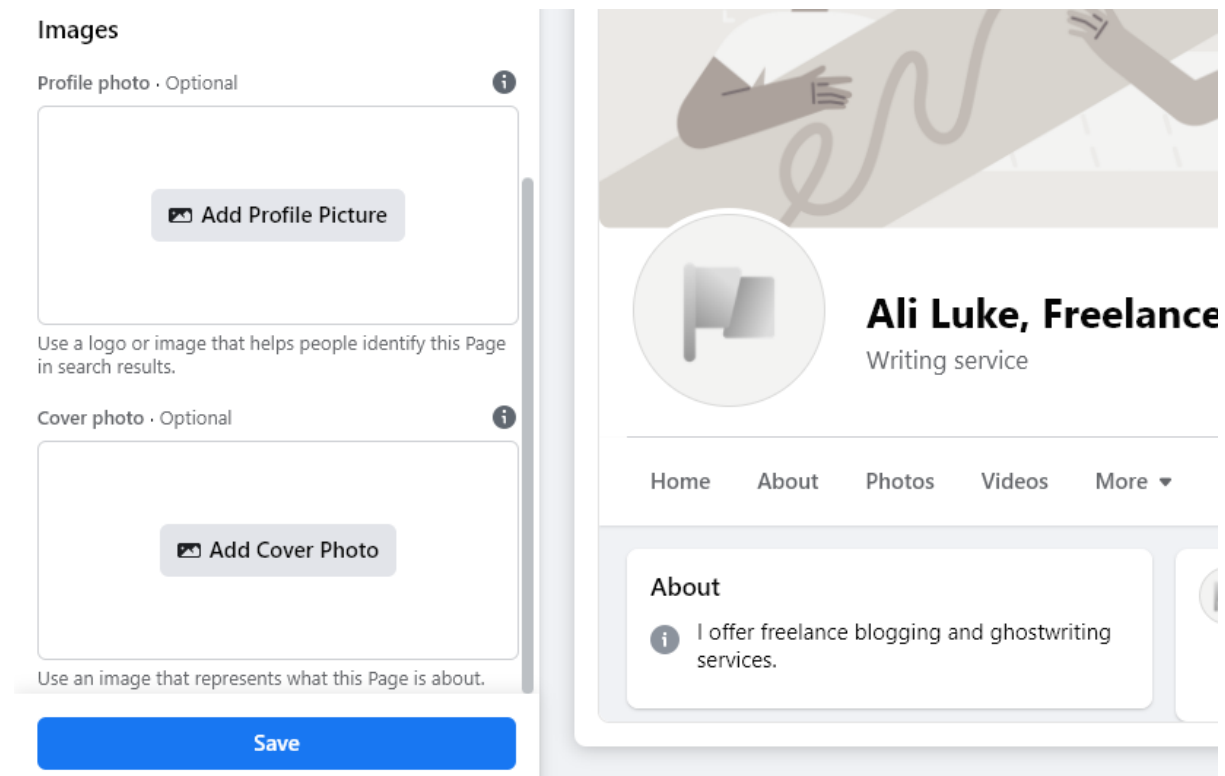 Images
Profile photo · Optional
Add Profile Picture
Use a logo or image that helps people identify this Page
in search results.
Cover photo · Optional
Add Cover Photo
Use an image that represents what this Page is about.
Save
Ali Luke, Freelance
Writing service
Home About Photos Videos More
About
I offer freelance blogging and ghostwriting
services.